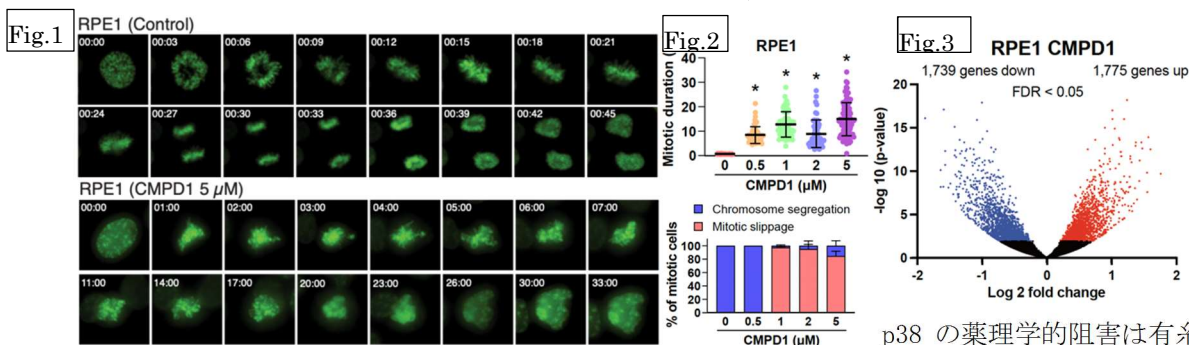 Fig.1
RPE1 (Control)
00:00 00:03 00:06 00:09 00:12 00:15 00:18 00:21
00:24 00:27 00:30 00:33 00:36 00:39 00:42 00:45
RPE1 (CMPD1 5 µM)
00:00 01:00 02:00 03:00 04:00 05:00 06:00 07:00
11:00 14:00 17:00 20:00 23:00 26:00 30:00 33:00
Fig.2
RPE1
Mitotic duration
40
30
20
10
0
* * * *
0 0.5 1 2 5
CMPD1 (µM)
Chromosome segregation
Mitotic slippage
% of mitotic cells
100
80
60
40
20
0
0 0.5 1 2 5
CMPD1 (µM)
Fig.3
RPE1 CMPD1
1,739 genes down 1,775 genes up
FDR < 0.05
-log 10 (p-value)
20
15
10
5
0
-2 -1 0 1 2
Log 2 fold change
p38 の薬理学的阻害は有糸